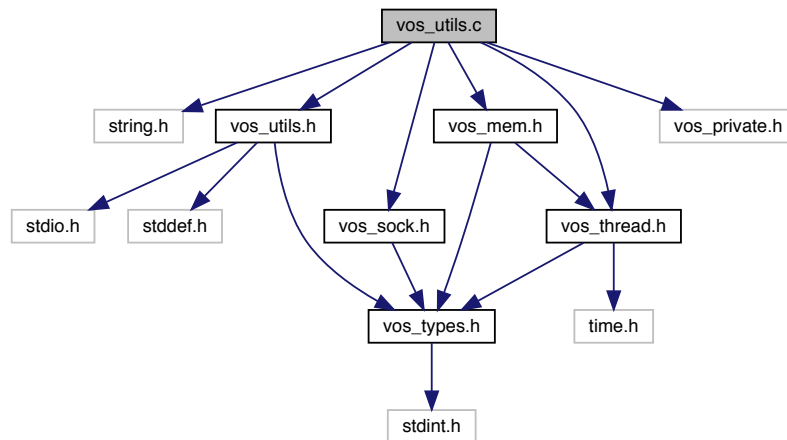 vos_utils.c
string.h
vos_utils.h
vos_mem.h
vos_private.h
stdio.h
stddef.h
vos_sock.h
vos_thread.h
vos_types.h
time.h
stdint.h